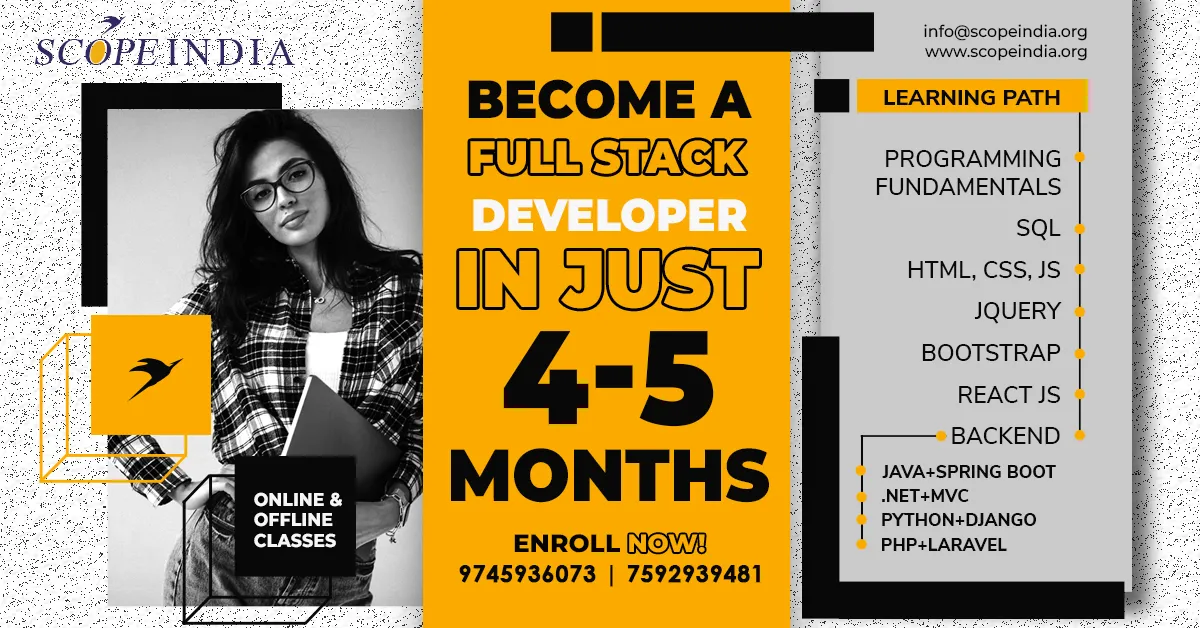 SCOPE INDIA
ONLINE &
OFFLINE
CLASSES
BECOME A
FULL STACK
DEVELOPER
IN JUST
4-5
MONTHS
ENROLL NOW!
9745936073 | 7592939481
info@scopeindia.org
www.scopeindia.org
LEARNING PATH
PROGRAMMING
FUNDAMENTALS
SQL
HTML, CSS, JS
JQUERY
BOOTSTRAP
REACT JS
BACKEND
JAVA+SPRING BOOT
.NET+MVC
PYTHON+DJANGO
PHP+LARAVEL